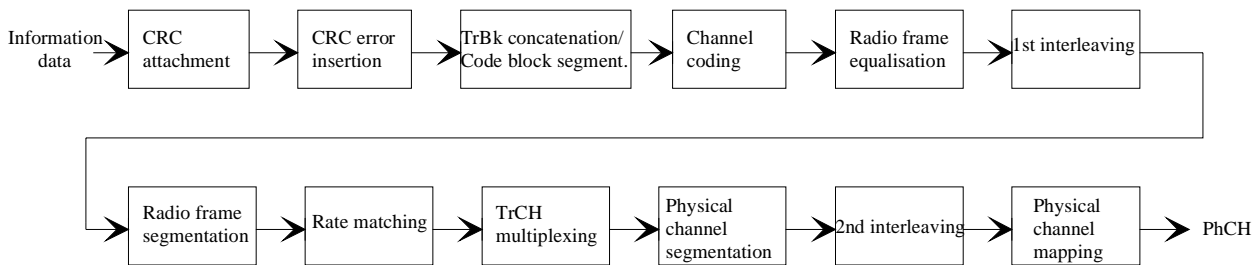 Information
data
CRC
attachment
CRC error
insertion
TrBk concatenation/
Code block segment.
Channel
coding
Radio frame
equalisation
1st interleaving
Radio frame
segmentation
Rate matching
TrCH
multiplexing
Physical
channel
segmentation
2nd interleaving
Physical
channel
mapping
PhCH